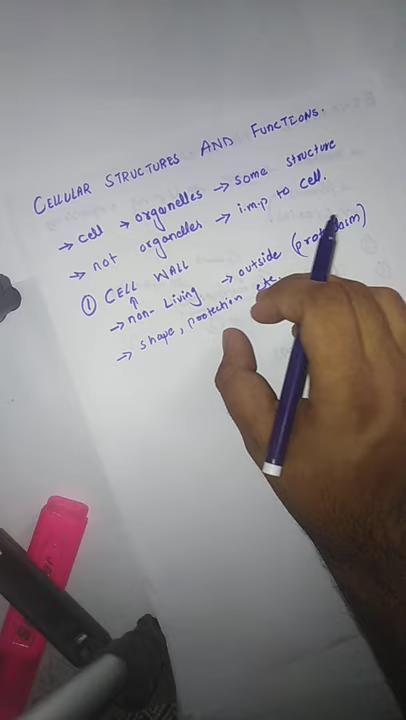 CELLULAR STRUCTURES AND FUNCTIONS.
→ cell → organelles → some structure
→ not organelles → i.m.p to cell.
① CELL WALL
→ non-Living → outside
→ shape, protection etc.